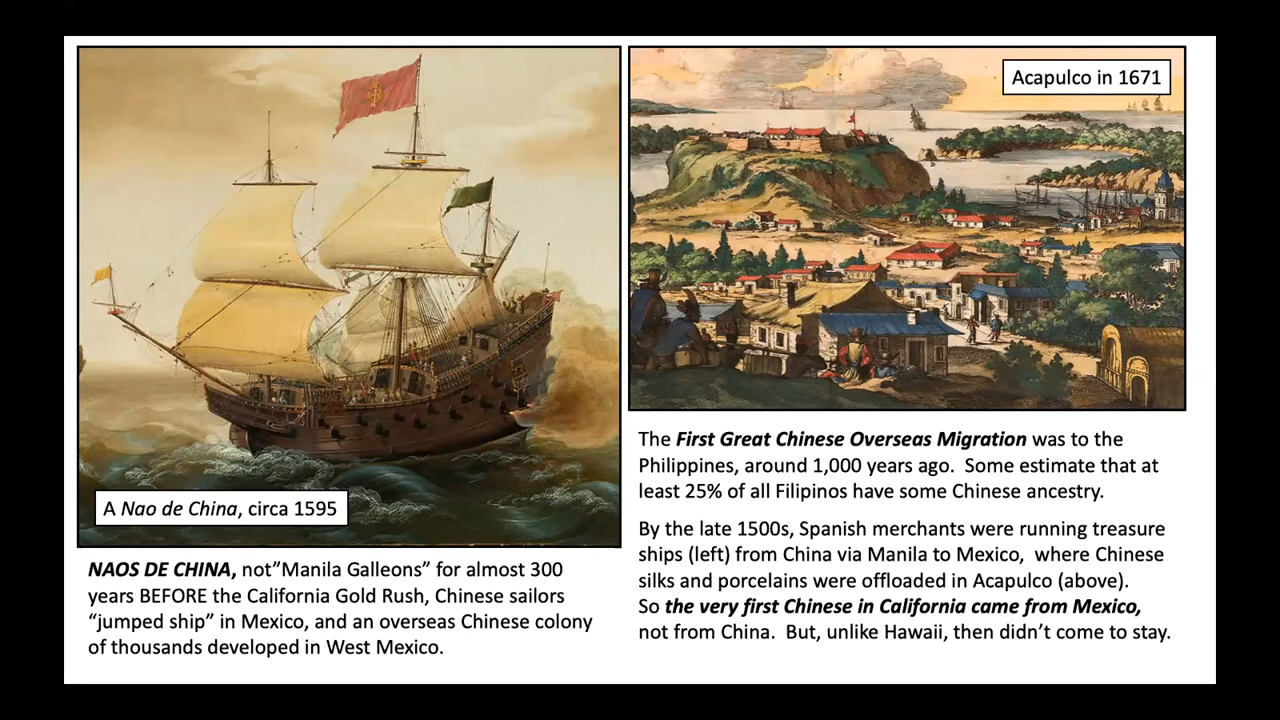 A Nao de China, circa 1595
NAOS DE CHINA, not"Manila Galleons” for almost 300
years BEFORE the California Gold Rush, Chinese sailors
“jumped ship” in Mexico, and an overseas Chinese colony
of thousands developed in West Mexico.
Acapulco in 1671
The First Great Chinese Overseas Migration was to the
Philippines, around 1,000 years ago.  Some estimate that at
least 25% of all Filipinos have some Chinese ancestry.
By the late 1500s, Spanish merchants were running treasure
ships (left) from China via Manila to Mexico,  where Chinese
silks and porcelains were offloaded in Acapulco (above).
So the very first Chinese in California came from Mexico,
not from China.  But, unlike Hawaii, then didn’t come to stay.